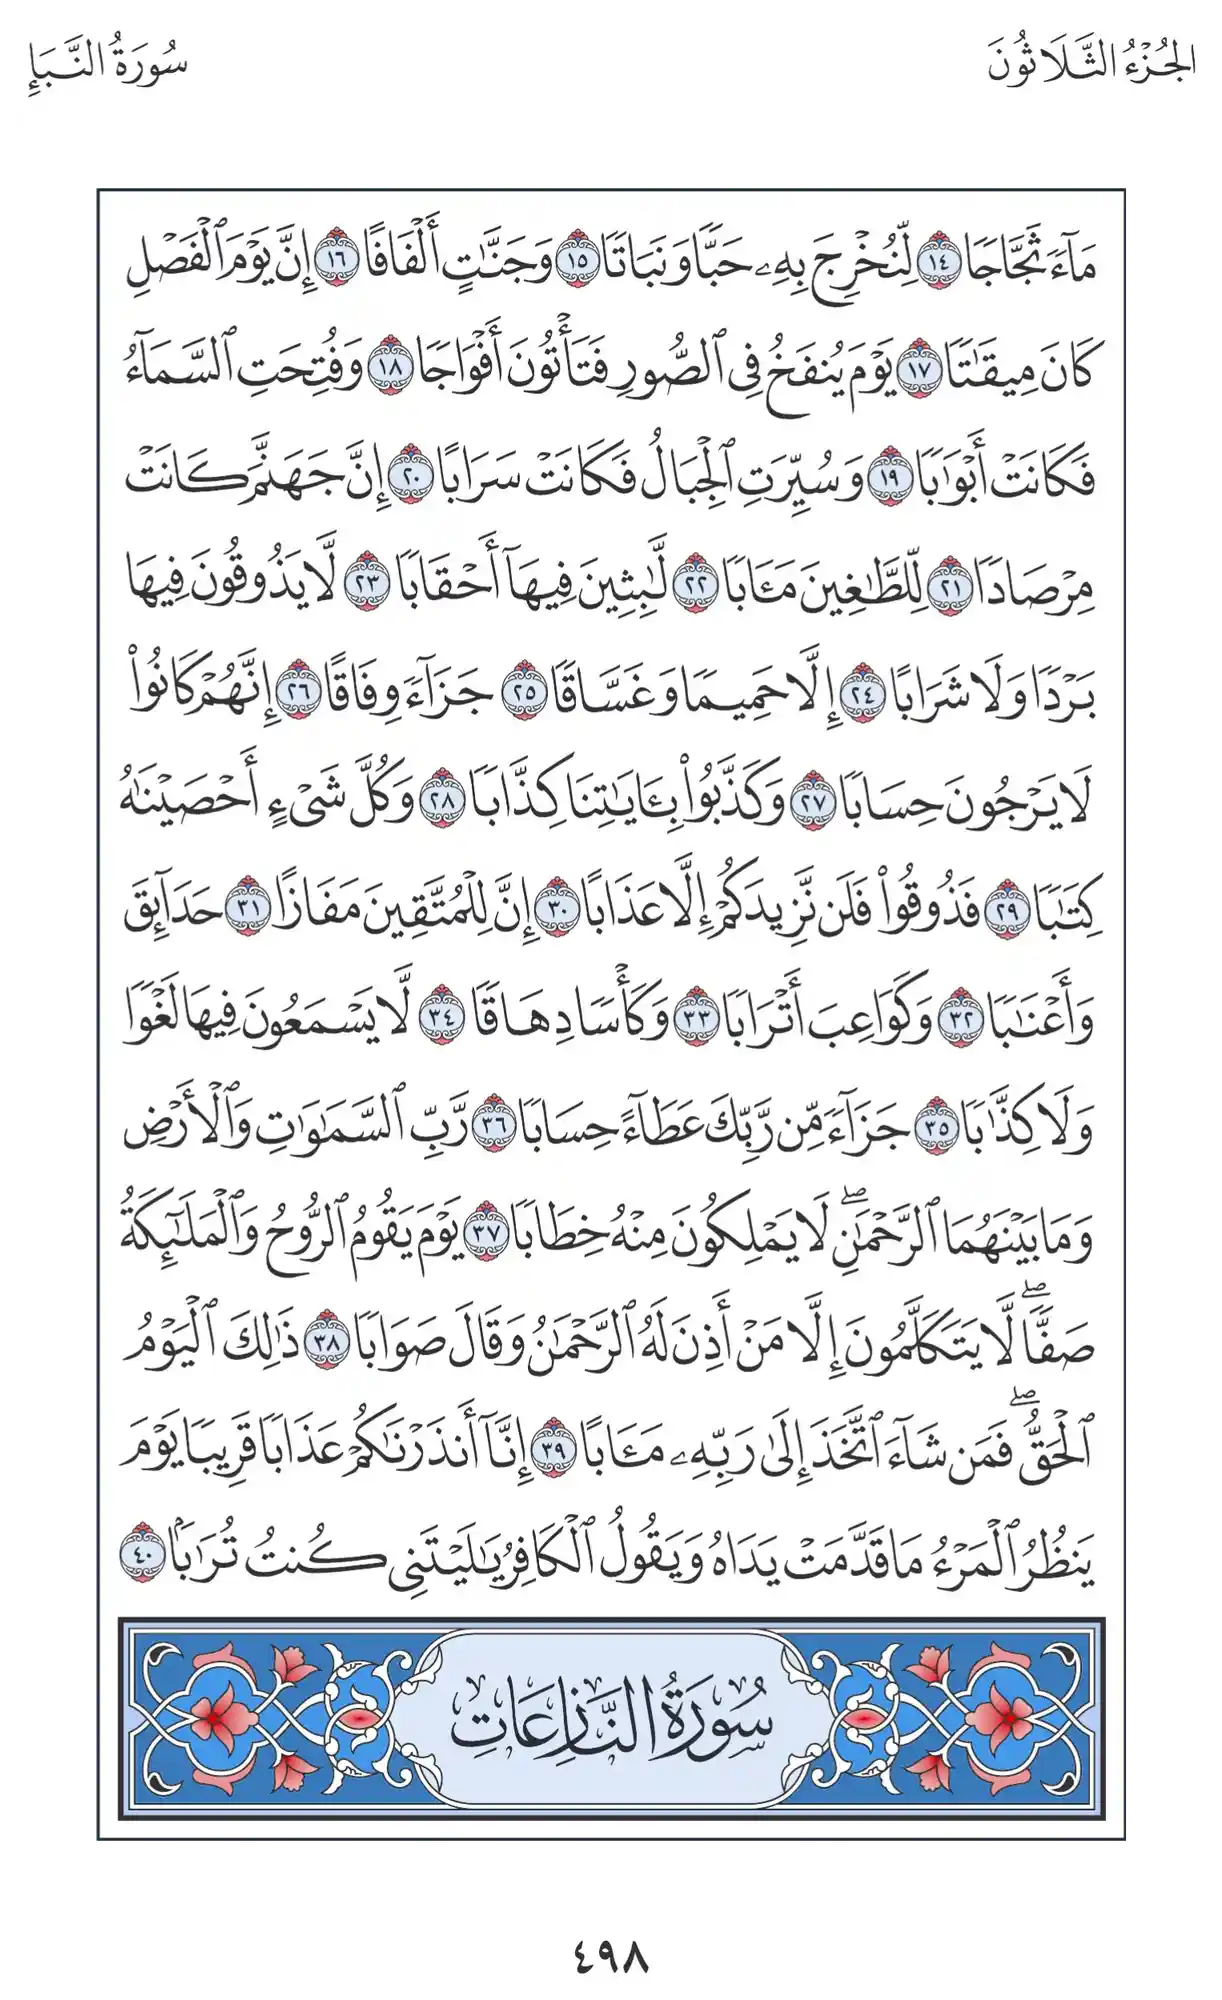 الجُزْءُ الثَّلَاثُونَ
سُورَةُ النَّبَإِ
مَآءٗ ثَجَّاجٗا ١٤ لِّنُخْرِجَ بِهِۦ حَبّٗا وَنَبَاتٗا ١٥ وَجَنَّٰتٍ أَلْفَافًا ١٦ إِنَّ يَوْمَ ٱلْفَصْلِ
كَانَ مِيقَٰتٗا ١٧ يَوْمَ يُنفَخُ فِي ٱلصُّورِ فَتَأْتُونَ أَفْوَاجٗا ١٨ وَفُتِحَتِ ٱلسَّمَآءُ
فَكَانَتْ أَبْوَٰبٗا ١٩ وَسُيِّرَتِ ٱلْجِبَالُ فَكَانَتْ سَرَابًا ٢٠ إِنَّ جَهَنَّمَ كَانَتْ
مِرْصَادٗا ٢١ لِّلطَّٰغِينَ مَـَٔابٗا ٢٢ لَّٰبِثِينَ فِيهَآ أَحْقَابٗا ٢٣ لَّا يَذُوقُونَ فِيهَا
بَرْدٗا وَلَا شَرَابًا ٢٤ إِلَّا حَمِيمٗا وَغَسَّاقٗا ٢٥ جَزَآءٗ وِفَاقًا ٢٦ إِنَّهُمْ كَانُوا۟
لَا يَرْجُونَ حِسَابٗا ٢٧ وَكَذَّبُوا۟ بِـَٔايَٰتِنَا كِذَّابٗا ٢٨ وَكُلَّ شَيْءٍ أَحْصَيْنَٰهُ
كِتَٰبٗا ٢٩ فَذُوقُوا۟ فَلَن نَّزِيدَكُمْ إِلَّا عَذَابًا ٣٠ إِنَّ لِلْمُتَّقِينَ مَفَازًا ٣١ حَدَآئِقَ
وَأَعْنَٰبٗا ٣٢ وَكَوَاعِبَ أَتْرَابٗا ٣٣ وَكَأْسٗا دِهَاقٗا ٣٤ لَّا يَسْمَعُونَ فِيهَا لَغْوٗا
وَلَا كِذَّٰبٗا ٣٥ جَزَآءٗ مِّن رَّبِّكَ عَطَآءً حِسَابٗا ٣٦ رَّبِّ ٱلسَّمَٰوَٰتِ وَٱلْأَرْضِ
وَمَا بَيْنَهُمَا ٱلرَّحْمَٰنِۖ لَا يَمْلِكُونَ مِنْهُ خِطَابٗا ٣٧ يَوْمَ يَقُومُ ٱلرُّوحُ وَٱلْمَلَٰٓئِكَةُ
صَفّٗاۖ لَّا يَتَكَلَّمُونَ إِلَّا مَنْ أَذِنَ لَهُ ٱلرَّحْمَٰنُ وَقَالَ صَوَابٗا ٣٨ ذَٰلِكَ ٱلْيَوْمُ
ٱلْحَقُّۖ فَمَن شَآءَ ٱتَّخَذَ إِلَىٰ رَبِّهِۦ مَـَٔابًا ٣٩ إِنَّآ أَنذَرْنَٰكُمْ عَذَابٗا قَرِيبٗا يَوْمَ
يَنظُرُ ٱلْمَرْءُ مَا قَدَّمَتْ يَدَاهُ وَيَقُولُ ٱلْكَافِرُ يَٰلَيْتَنِي كُنتُ تُرَٰبَۢا ٤٠
سُورَةُ النَّازِعَاتِ
٤٩٨